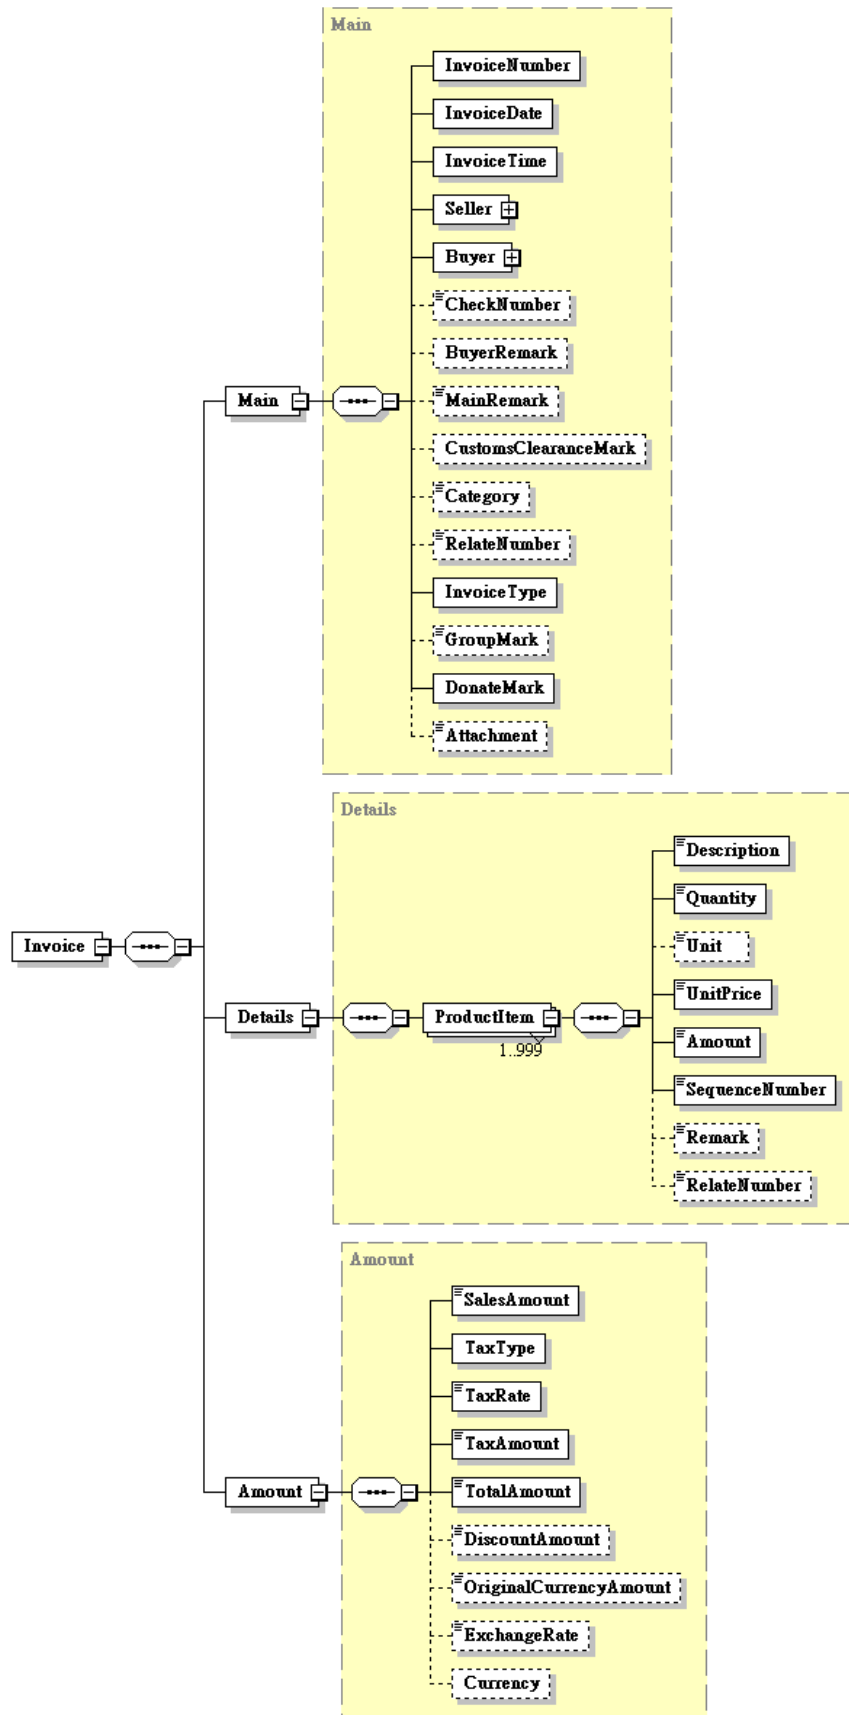 Main
InvoiceNumber
InvoiceDate
InvoiceTime
Seller
Buyer
CheckNumber
BuyerRemark
Main
MainRemark
CustomsClearanceMark
Category
RelateNumber
InvoiceType
GroupMark
DonateMark
Attachment
Details
Description
Quantity
Invoice
Unit
UnitPrice
Details
ProductItem
1..999
Amount
SequenceNumber
Remark
RelateNumber
Amount
SalesAmount
TaxType
TaxRate
TaxAmount
Amount
TotalAmount
DiscountAmount
OriginalCurrencyAmount
ExchangeRate
Currency